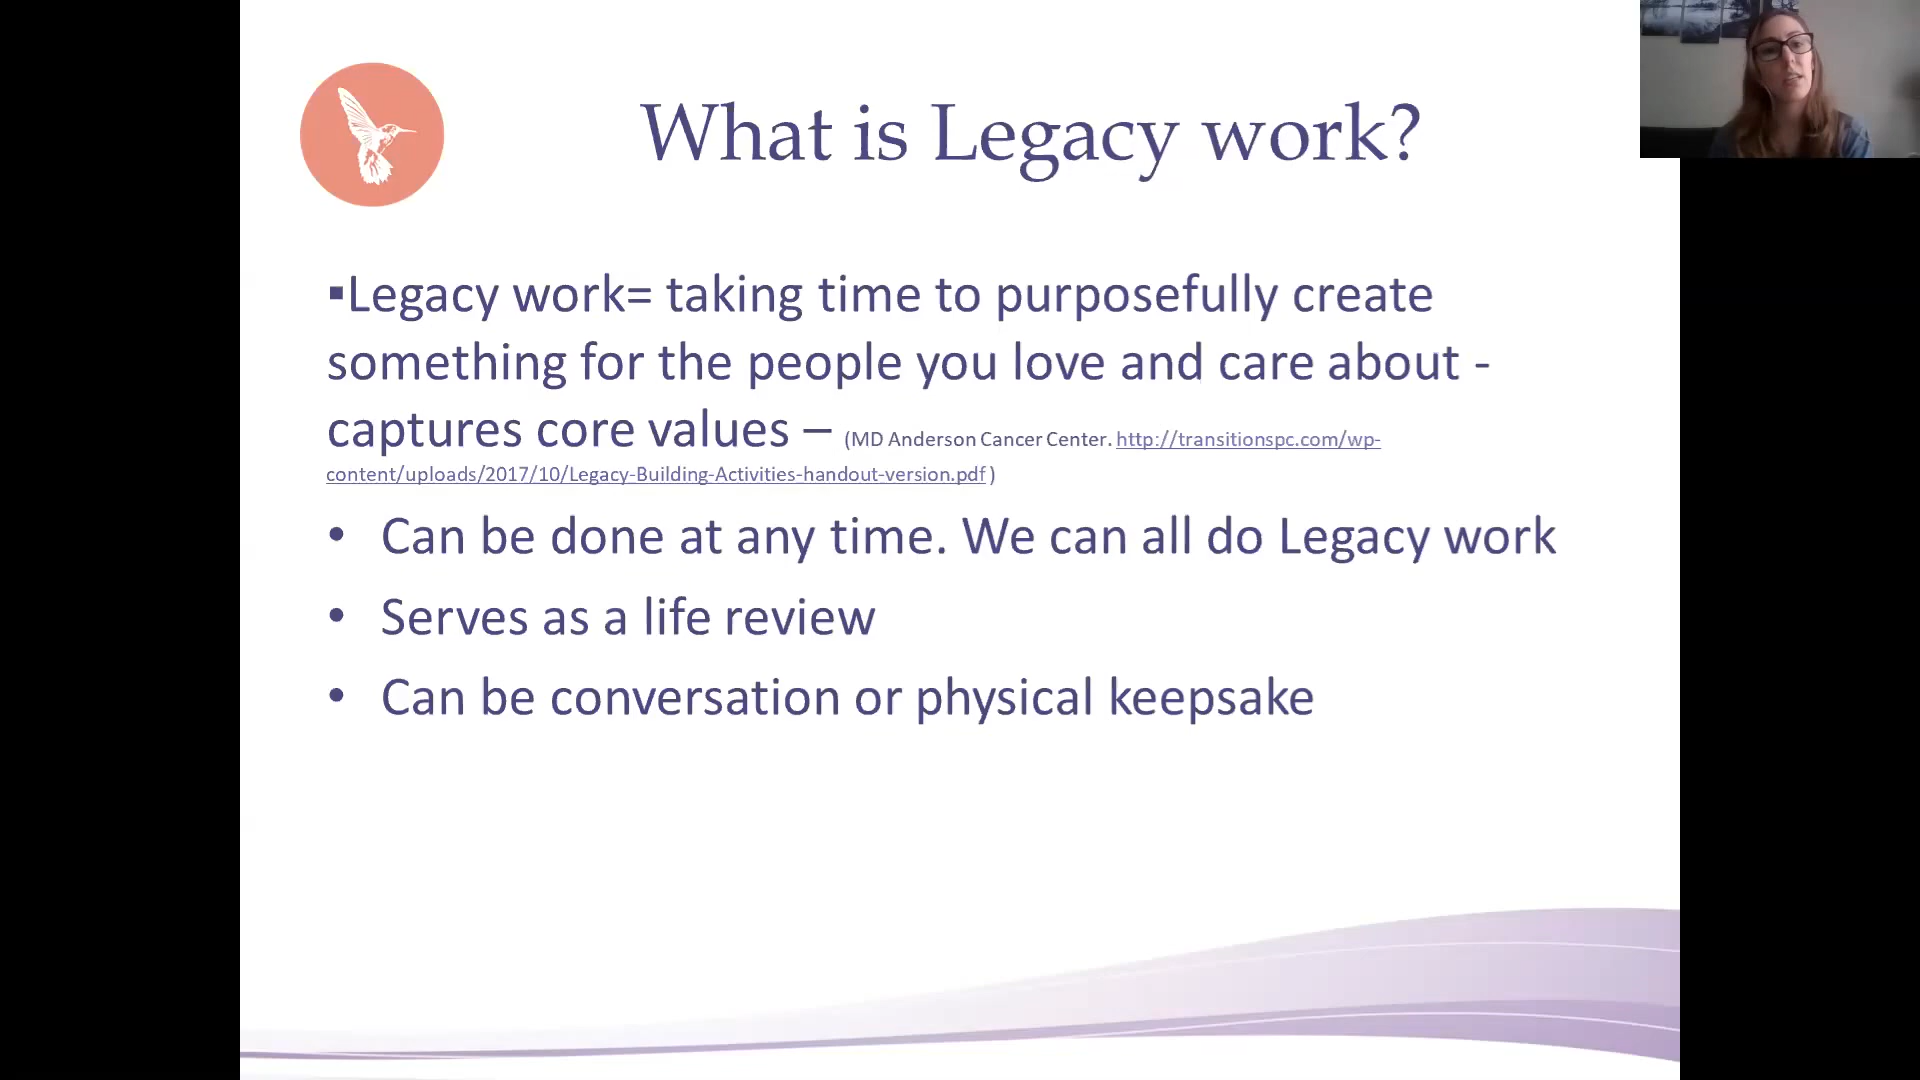 What is Legacy work?
▪Legacy work= taking time to purposefully create
something for the people you love and care about -
captures core values – (MD Anderson Cancer Center. http://transitionspc.com/wp-
content/uploads/2017/10/Legacy-Building-Activities-handout-version.pdf )
• Can be done at any time. We can all do Legacy work
• Serves as a life review
• Can be conversation or physical keepsake